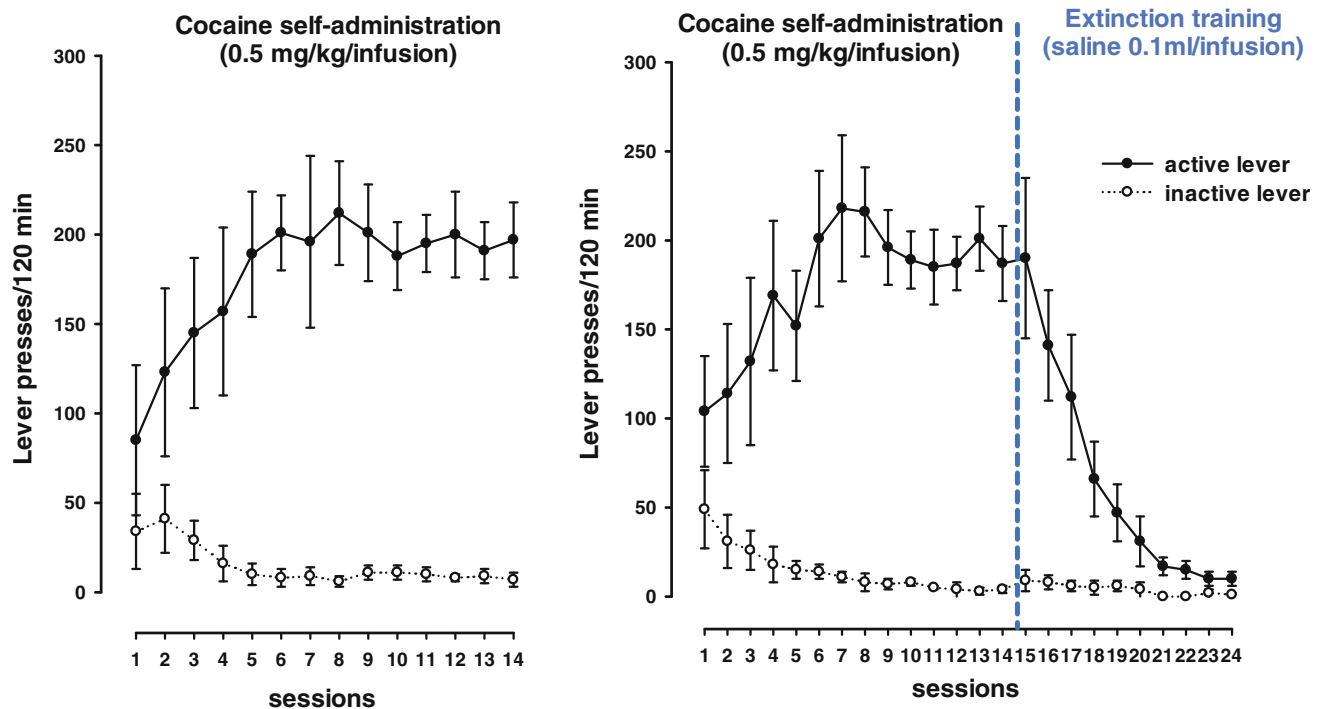 Cocaine self-administration
(0.5 mg/kg/infusion)
300
250
200
150
100
50
0
Lever presses/120 min
1 2 3 4 5 6 7 8 9 10 11 12 13 14
sessions
Cocaine self-administration
(0.5 mg/kg/infusion)
Extinction training
(saline 0.1ml/infusion)
300
250
200
150
100
50
0
Lever presses/120 min
active lever
inactive lever
1 2 3 4 5 6 7 8 9 10 11 12 13 14 15 16 17 18 19 20 21 22 23 24
sessions